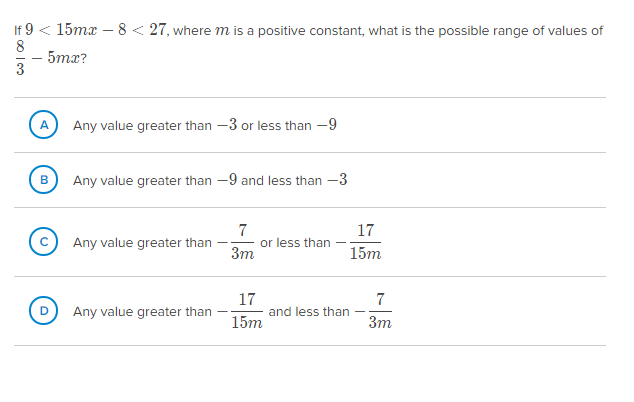 If 9 < 15mx − 8 < 27, where m is a positive constant, what is the possible range of values of
8/3 − 5mx?
A Any value greater than −3 or less than −9
B Any value greater than −9 and less than −3
C Any value greater than −7/3m or less than −17/15m
D Any value greater than −17/15m and less than −7/3m